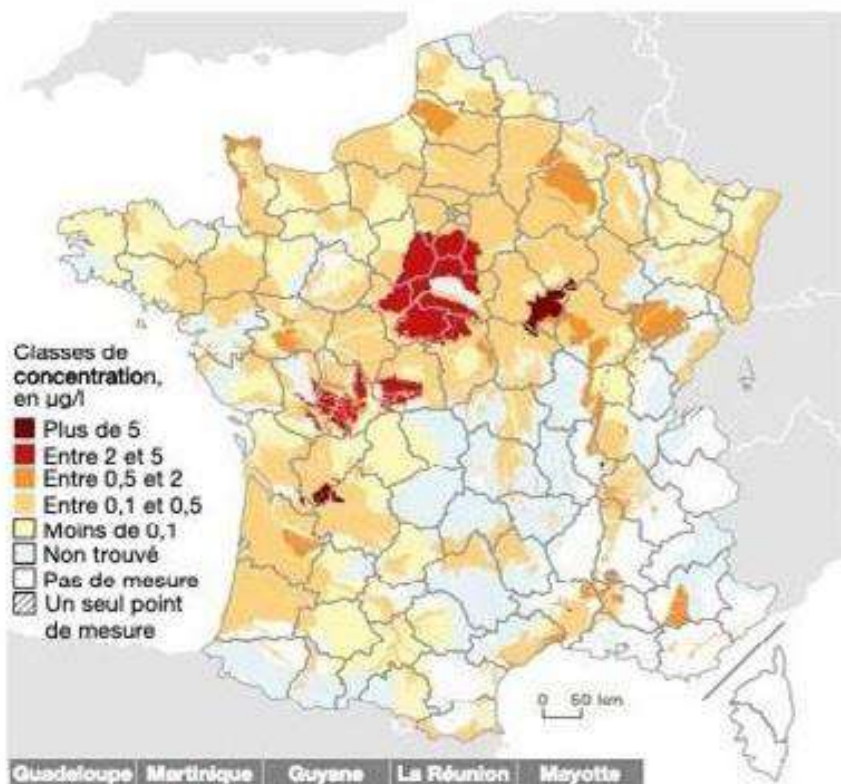 Classes de
concentration,
en µg/l
Plus de 5
Entre 2 et 5
Entre 0,5 et 2
Entre 0,1 et 0,5
Moins de 0,1
Non trouvé
Pas de mesure
Un seul point
de mesure
0 50 km
Guadeloupe Martinique Guyane La Réunion Mayotte